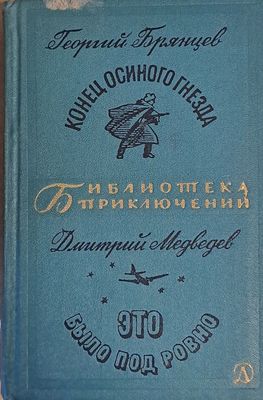 Георгий Брянцев
КОНЕЦ ОСИНОГО ГНЕЗДА
БИБЛИОТЕКА
ПРИКЛЮЧЕНИЙ
Дмитрий Медведев
ЭТО
БЫЛО ПОД РОВНО